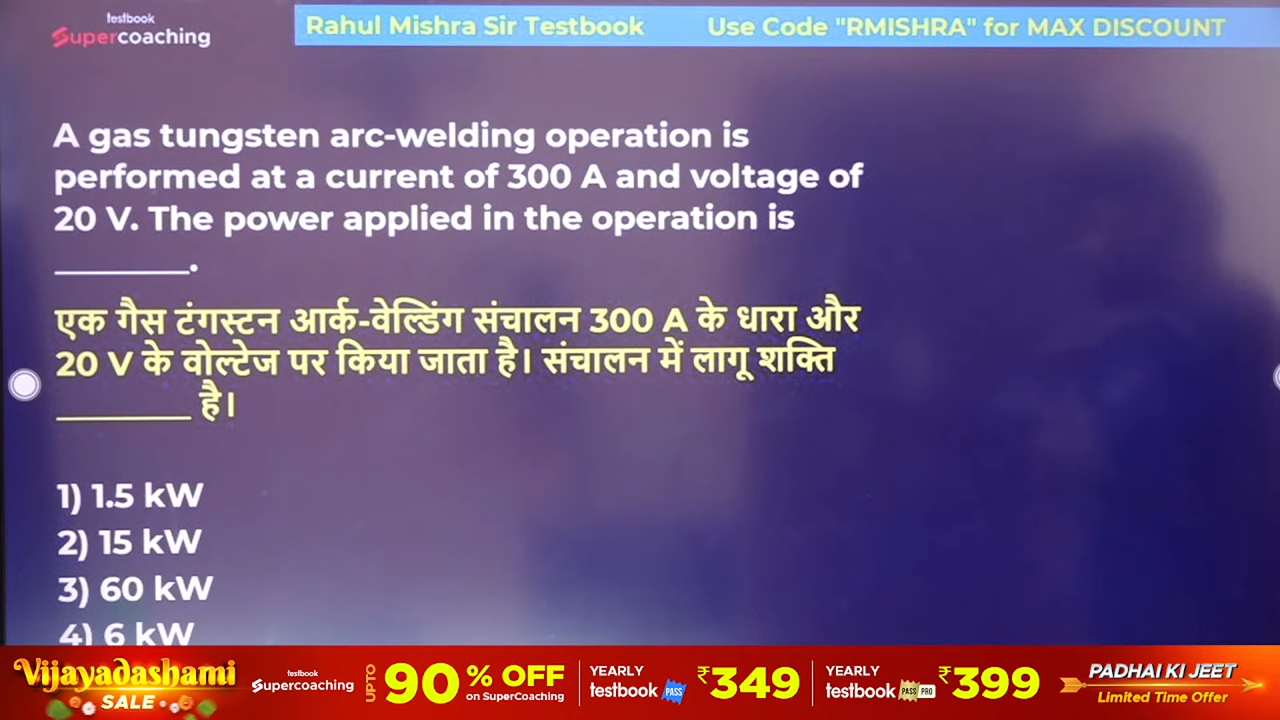 testbook
Supercoaching
Rahul Mishra Sir Testbook Use Code "RMISHRA" for MAX DISCOUNT
A gas tungsten arc-welding operation is
performed at a current of 300 A and voltage of
20 V. The power applied in the operation is
________.
एक गैस टंगस्टन आर्क-वेल्डिंग संचालन 300 A के धारा और
20 V के वोल्टेज पर किया जाता है। संचालन में लागू शक्ति
________ है।
1) 1.5 kW
2) 15 kW
3) 60 kW
4) 6 kW
Vijayadashami
SALE
testbook
Supercoaching
UPTO 90 % OFF
on SuperCoaching
YEARLY
testbook PASS
₹349
YEARLY
testbook PASS PRO
₹399
PADHAI KI JEET
Limited Time Offer